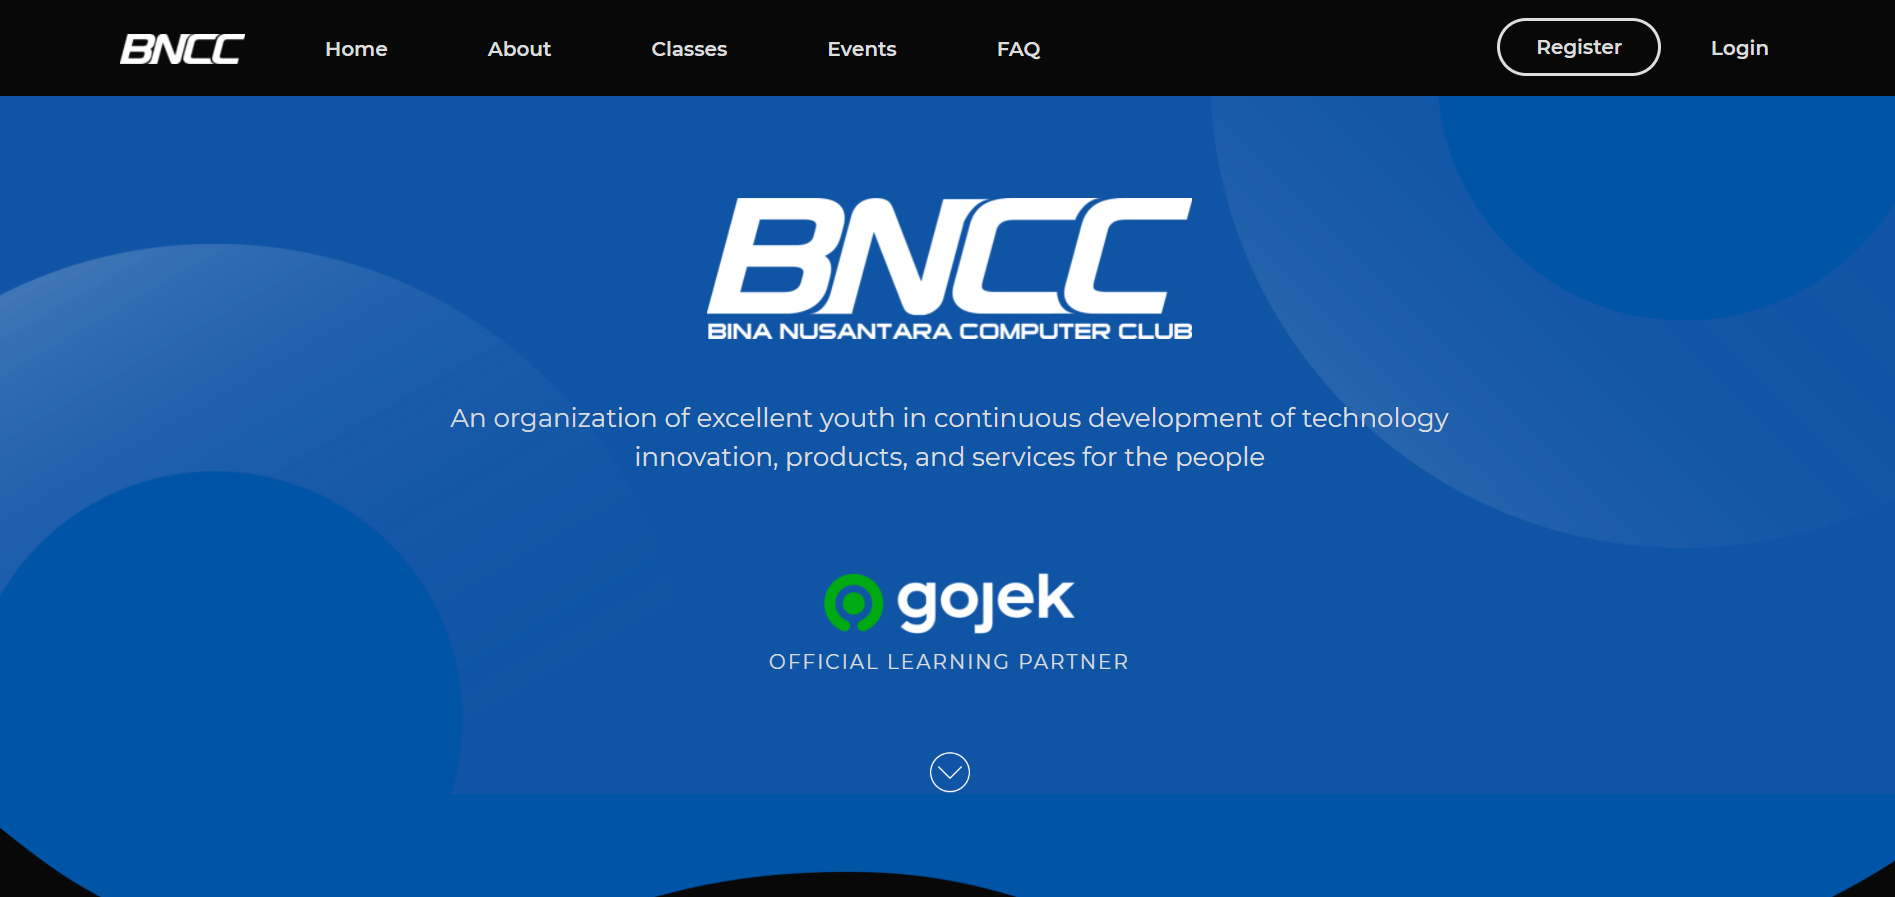 BNCC
Home
About
Classes
Events
FAQ
Register
Login
BNCC
BINA NUSANTARA COMPUTER CLUB
An organization of excellent youth in continuous development of technology
innovation, products, and services for the people
gojek
OFFICIAL LEARNING PARTNER